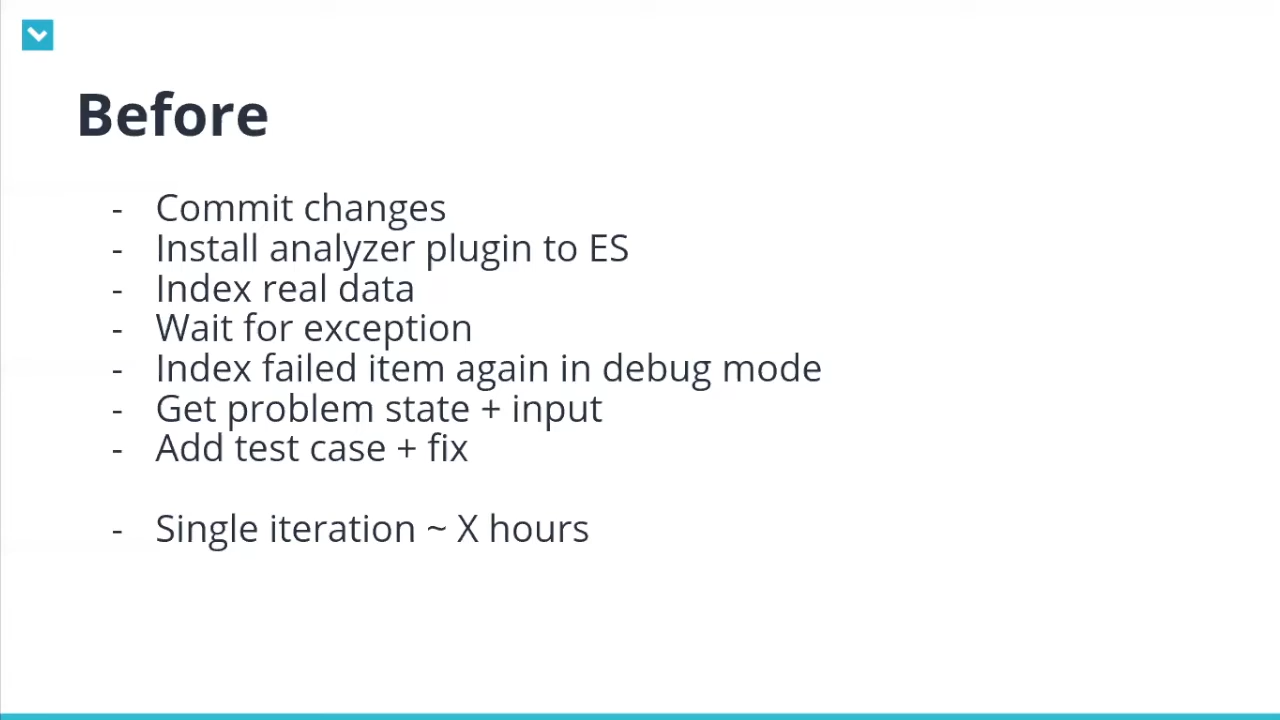 Before
- Commit changes
- Install analyzer plugin to ES
- Index real data
- Wait for exception
- Index failed item again in debug mode
- Get problem state + input
- Add test case + fix
- Single iteration ~ X hours